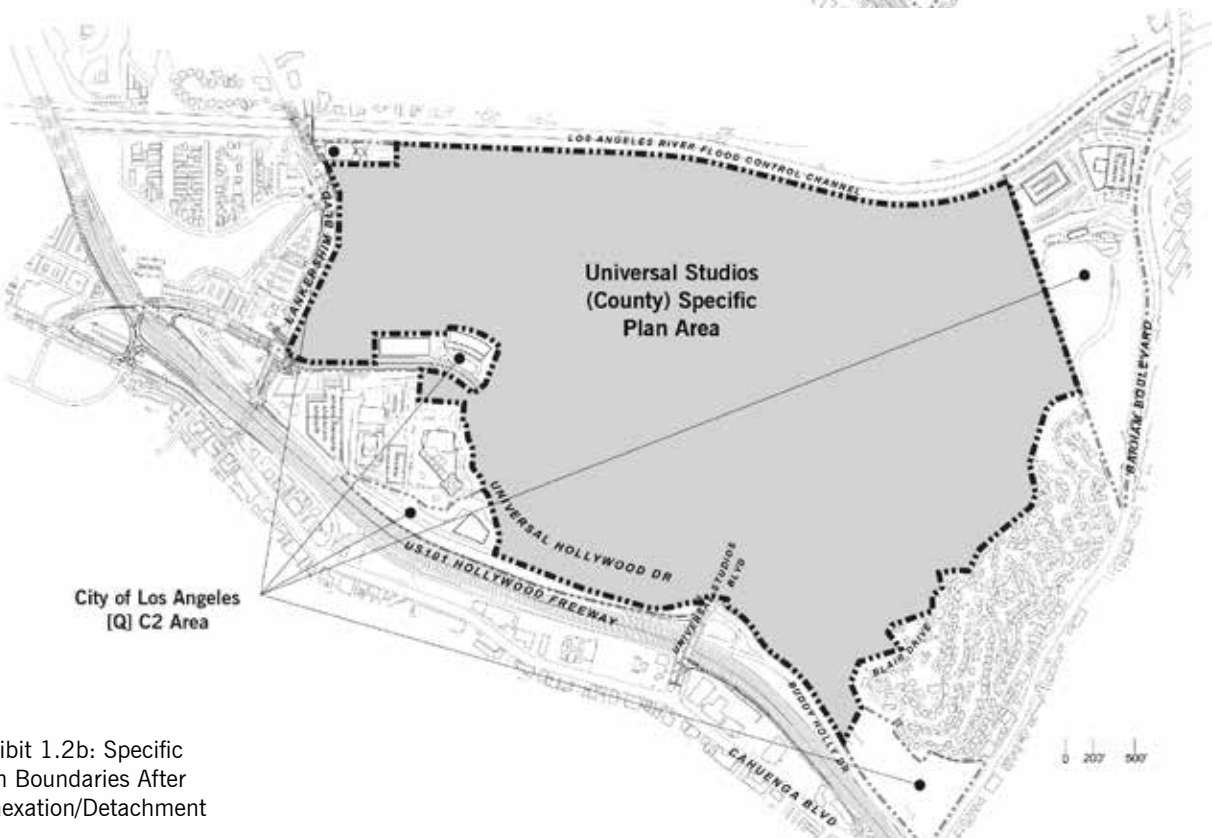 LOS ANGELES RIVER FLOOD CONTROL CHANNEL
LANKERSHIM BLVD
Universal Studios
(County) Specific
Plan Area
BARHAM BOULEVARD
UNIVERSAL HOLLYWOOD DR
US101 HOLLYWOOD FREEWAY
UNIVERSAL STUDIOS
BLVD
City of Los Angeles
[Q] C2 Area
BLAIR DRIVE
BUDDY HOLLY DR
CAHUENGA BLVD
0 200' 500'
ibit 1.2b: Specific
n Boundaries After
nexation/Detachment